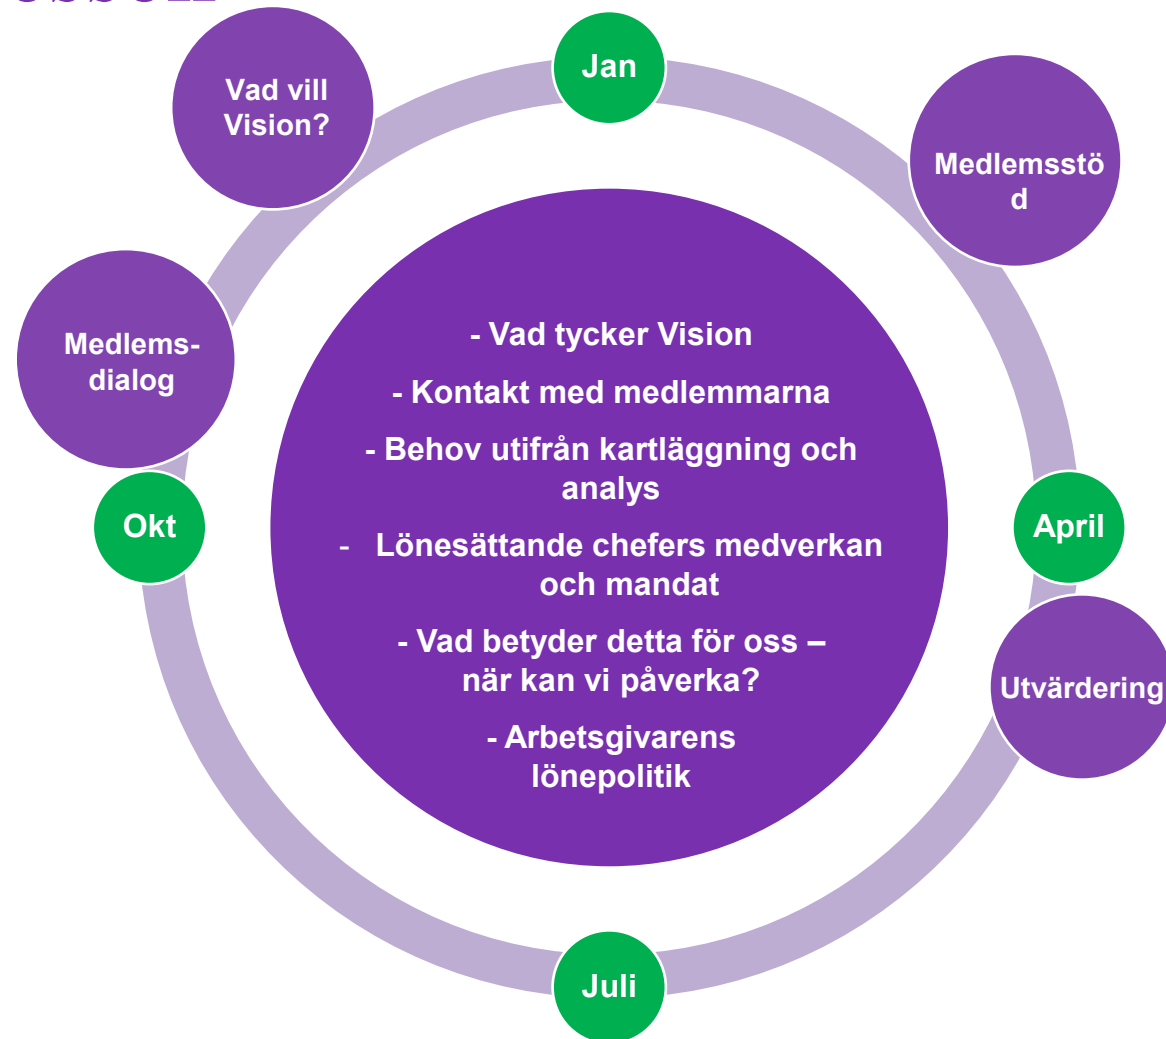 Jan
Vad vill
Vision?
Medlemsstö
d
Medlems-
dialog
- Vad tycker Vision
- Kontakt med medlemmarna
- Behov utifrån kartläggning och
analys
- Lönesättande chefers medverkan
och mandat
- Vad betyder detta för oss –
när kan vi påverka?
- Arbetsgivarens
lönepolitik
Okt
April
Utvärdering
Juli